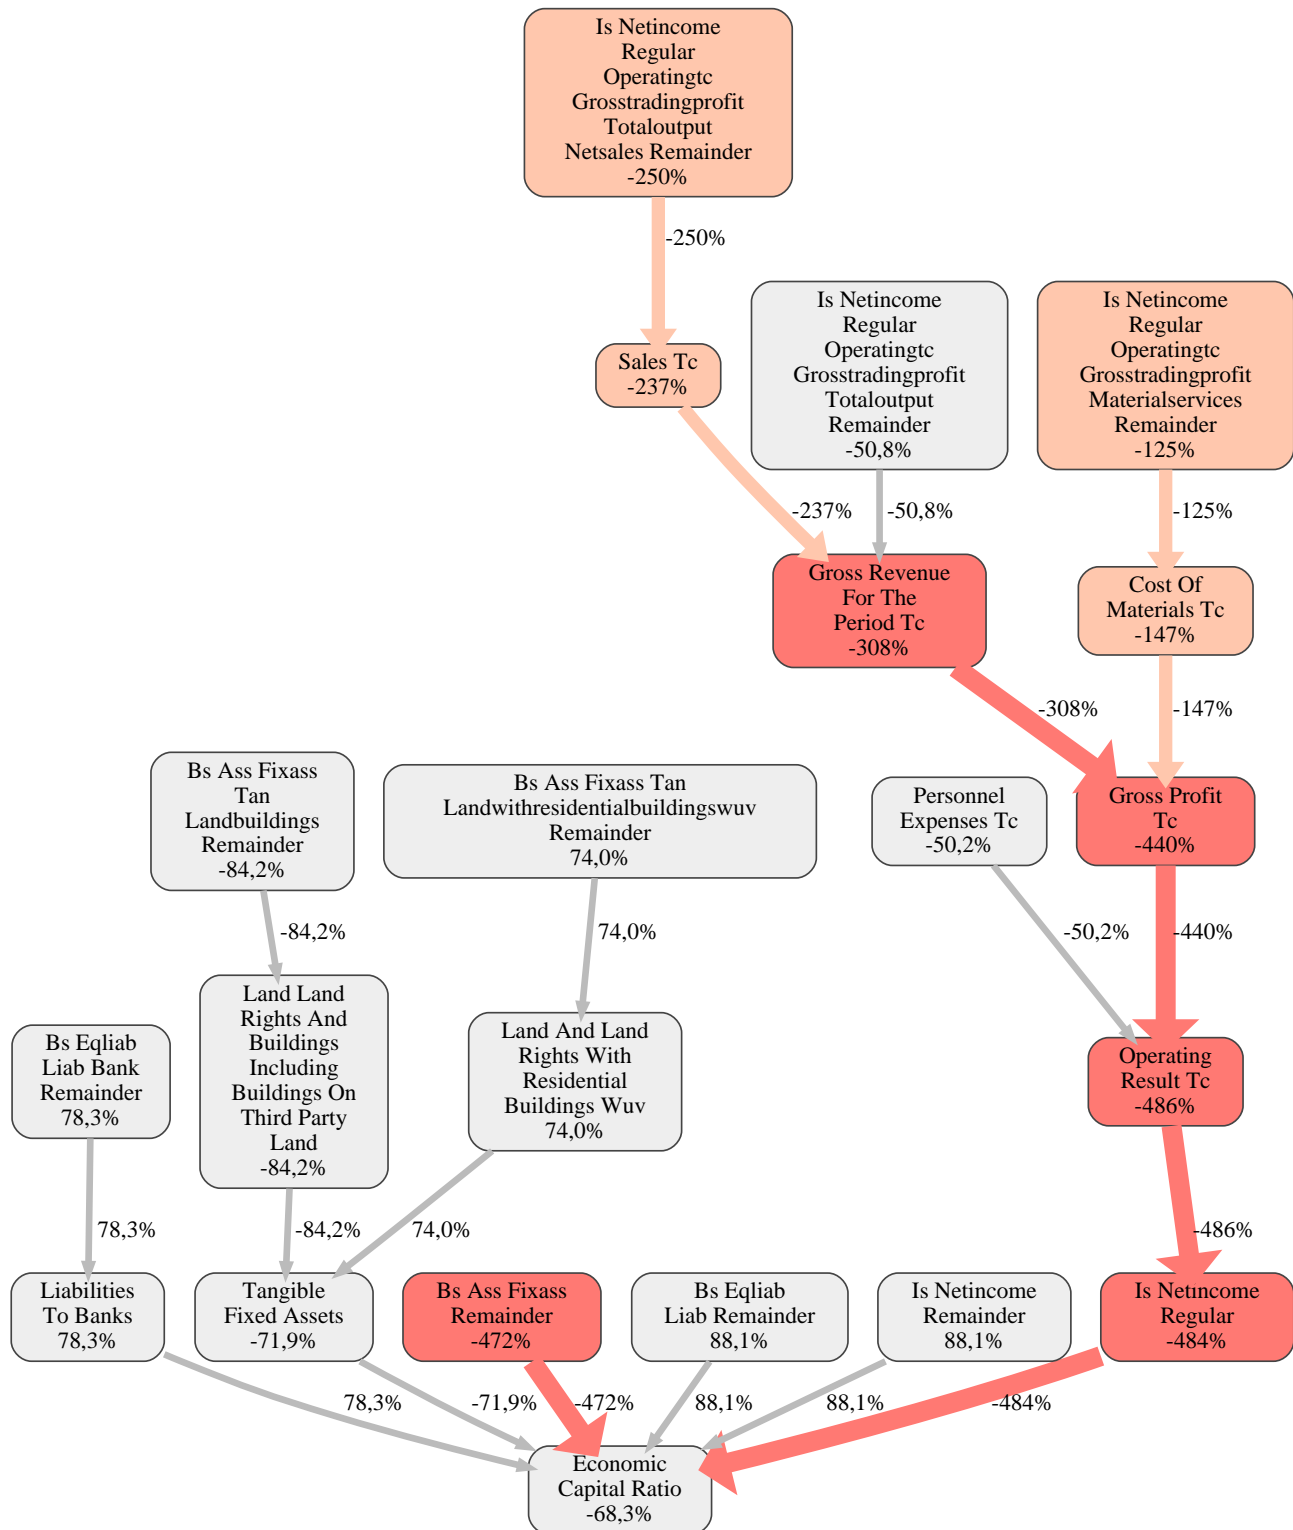 Is Netincome
Regular
Operatingtc
Grosstradingprofit
Totaloutput
Netsales Remainder
-250%
-250%
Is Netincome
Regular
Operatingtc
Grosstradingprofit
Totaloutput
Remainder
-50,8%
Is Netincome
Regular
Operatingtc
Grosstradingprofit
Materialservices
Remainder
-125%
Sales Tc
-237%
-237%
-50,8%
-125%
Gross Revenue
For The
Period Tc
-308%
Cost Of
Materials Tc
-147%
-308%
-147%
Bs Ass Fixass
Tan
Landbuildings
Remainder
-84,2%
Bs Ass Fixass Tan
Landwithresidentialbuildingswuv
Remainder
74,0%
Personnel
Expenses Tc
-50,2%
Gross Profit
Tc
-440%
-84,2%
74,0%
-50,2%
-440%
Bs Eqliab
Liab Bank
Remainder
78,3%
Land Land
Rights And
Buildings
Including
Buildings On
Third Party
Land
-84,2%
Land And Land
Rights With
Residential
Buildings Wuv
74,0%
Operating
Result Tc
-486%
78,3%
-84,2%
74,0%
-486%
Liabilities
To Banks
78,3%
Tangible
Fixed Assets
-71,9%
Bs Ass Fixass
Remainder
-472%
Bs Eqliab
Liab Remainder
88,1%
Is Netincome
Remainder
88,1%
Is Netincome
Regular
-484%
78,3%
-71,9%
-472%
88,1%
88,1%
-484%
Economic
Capital Ratio
-68,3%